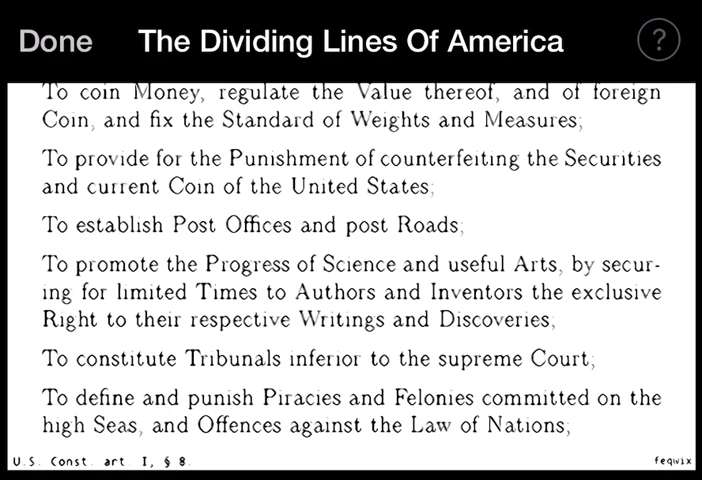 Done The Dividing Lines Of America ?
To coin Money, regulate the Value thereof, and of foreign
Coin, and fix the Standard of Weights and Measures;
To provide for the Punishment of counterfeiting the Securities
and current Coin of the United States;
To establish Post Offices and post Roads;
To promote the Progress of Science and useful Arts, by secur-
ing for limited Times to Authors and Inventors the exclusive
Right to their respective Writings and Discoveries;
To constitute Tribunals inferior to the supreme Court;
To define and punish Piracies and Felonies committed on the
high Seas, and Offences against the Law of Nations;
U.S. Const. art. I, § 8. feqwix